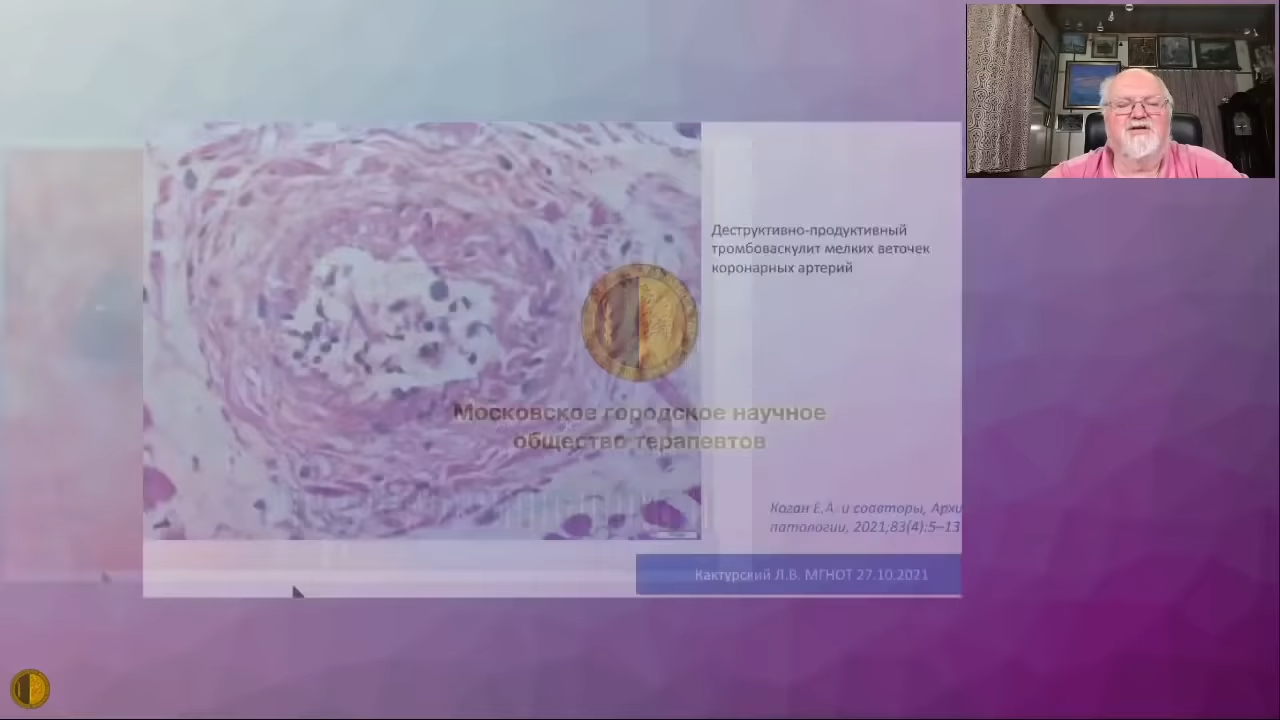 Деструктивно-продуктивный
тромбоваскулит мелких веточек
коронарных артерий
Московское городское научное
общество терапевтов
Коган Е.А. и соавторы, Архи
патологии, 2021;83(4):5–13
Кактурский Л.В. МГНОТ 27.10.2021